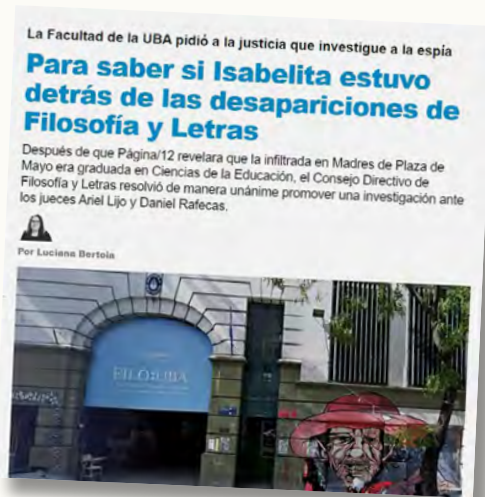 La Facultad de la UBA pidió a la justicia que investigue a la espía
Para saber si Isabelita estuvo
detrás de las desapariciones de
Filosofía y Letras
Después de que Página/12 revelara que la infiltrada en Madres de Plaza de
Mayo era graduada en Ciencias de la Educación, el Consejo Directivo de
Filosofía y Letras resolvió de manera unánime promover una investigación ante
los jueces Ariel Lijo y Daniel Rafecas.
Por Luciana Bertoia
FILO:UBA